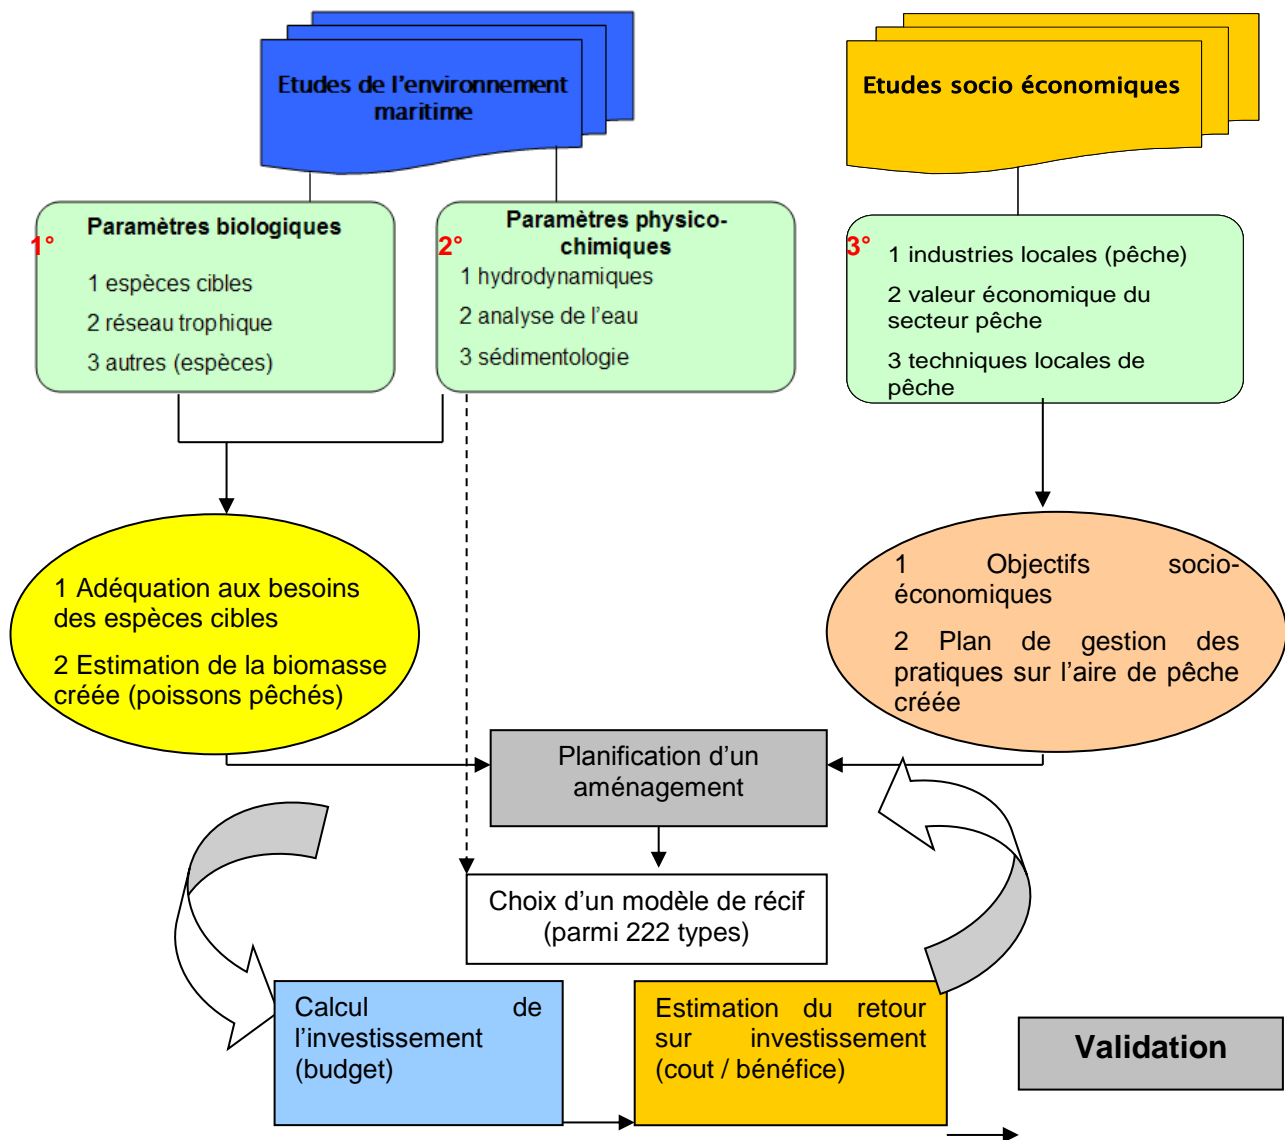 Etudes de l'environnement
maritime
Etudes socio économiques
1°
Paramètres biologiques
1 espèces cibles
2 réseau trophique
3 autres (espèces)
2°
Paramètres physico-
chimiques
1 hydrodynamiques
2 analyse de l'eau
3 sédimentologie
3°
1 industries locales (pêche)
2 valeur économique du
secteur pêche
3 techniques locales de
pêche
1 Adéquation aux besoins
des espèces cibles
2 Estimation de la biomasse
créée (poissons pêchés)
1 Objectifs socio-
économiques
2 Plan de gestion des
pratiques sur l'aire de pêche
créée
Planification d'un
aménagement
Choix d'un modèle de récif
(parmi 222 types)
Calcul de
l'investissement
(budget)
Estimation du retour
sur investissement
(cout / bénéfice)
Validation